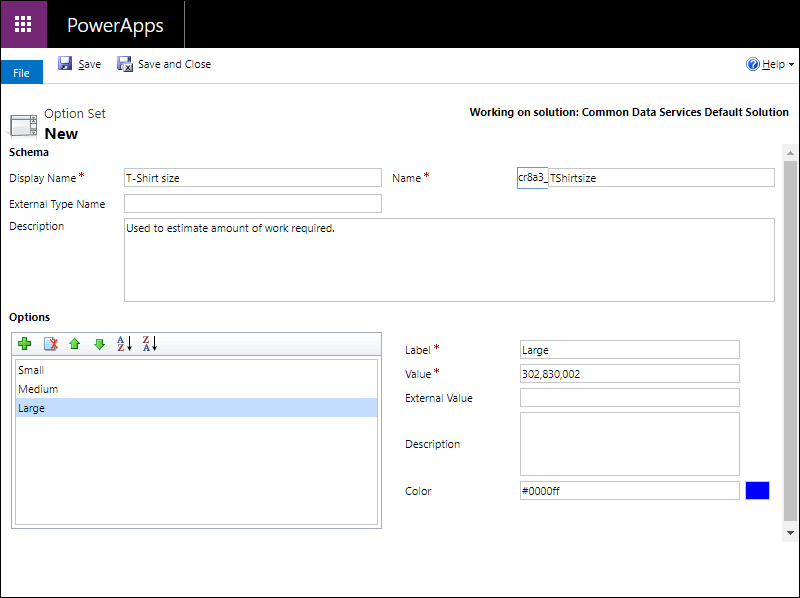 PowerApps
File
Save
Save and Close
Help
Option Set
New
Working on solution: Common Data Services Default Solution
Schema
Display Name *
T-Shirt size
Name *
cr8a3_
TShirtsize
External Type Name
Description
Used to estimate amount of work required.
Options
A
Z
Z
A
Small
Medium
Large
Label *
Large
Value *
302,830,002
External Value
Description
Color
#0000ff